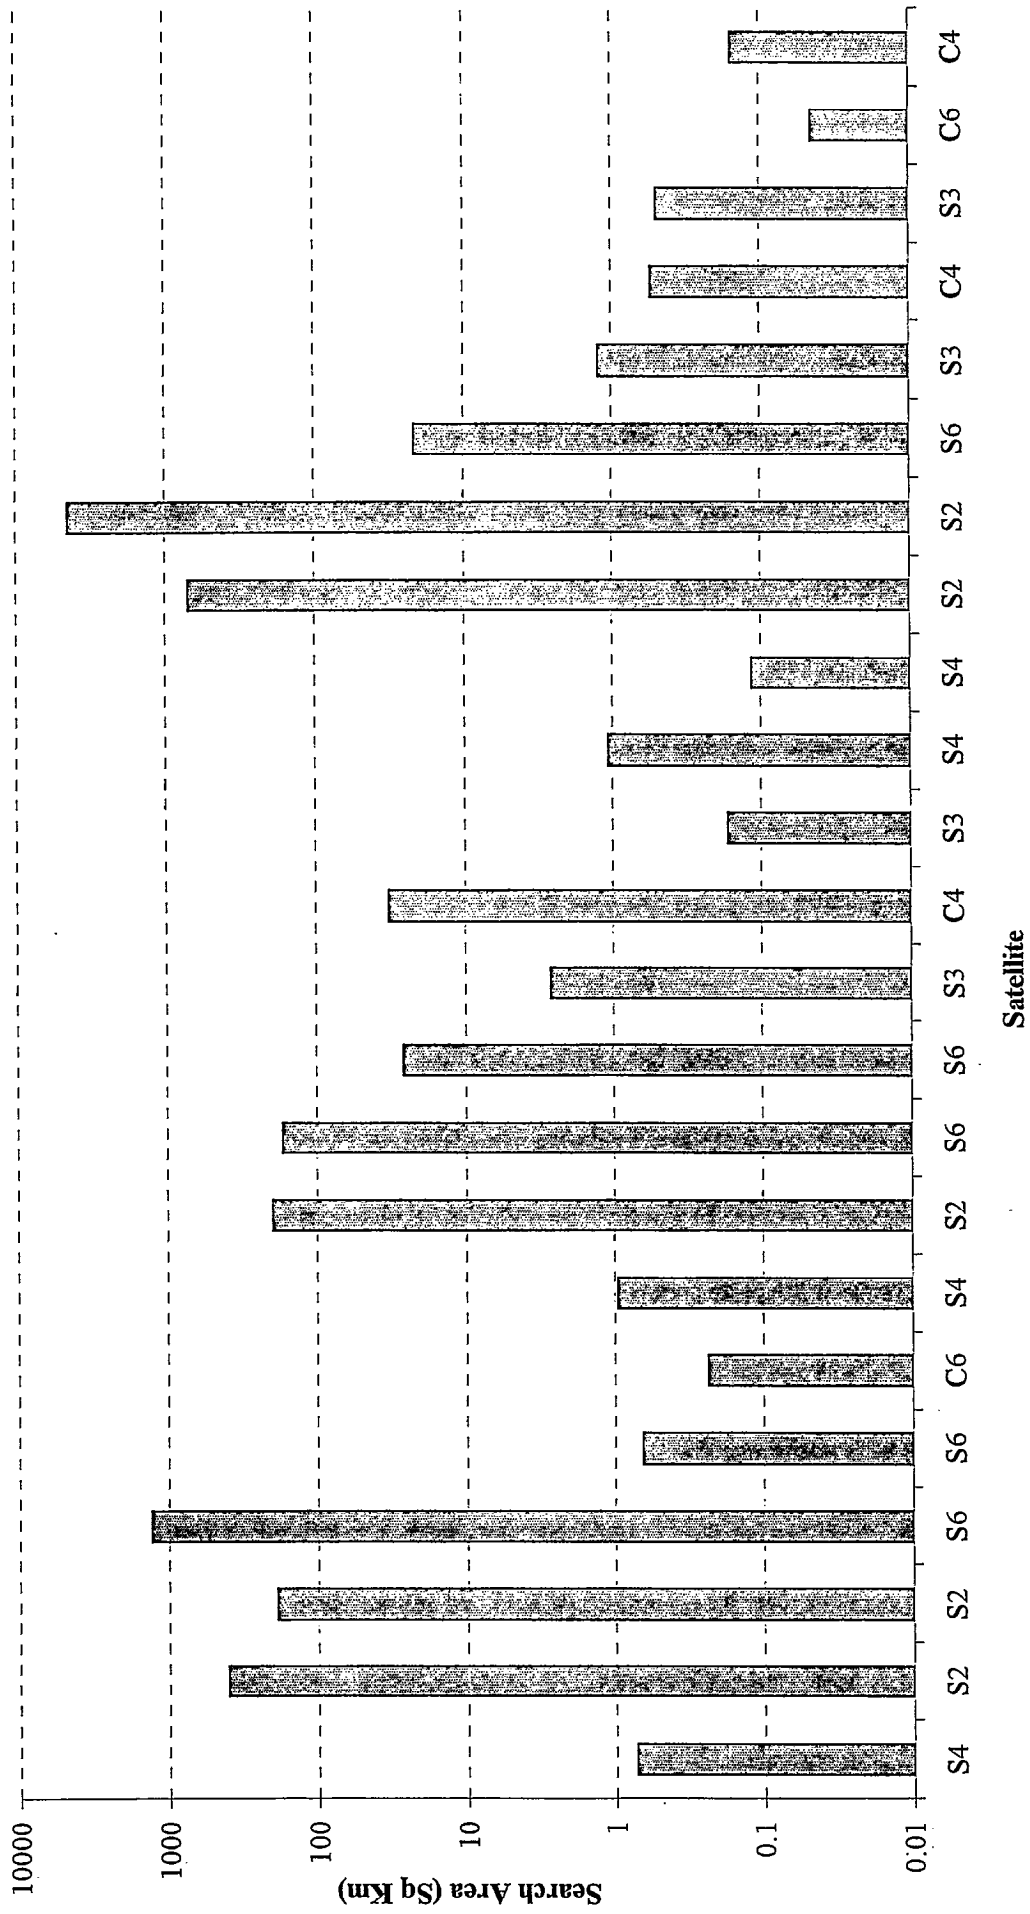 Search Area (Sq Km)
10000
1000
100
10
1
0.1
0.01
S4
S2
S2
S6
S6
C6
S4
S2
S6
S6
S3
C4
S3
S4
S4
S2
S2
S6
S3
C4
S3
C6
C4
Satellite